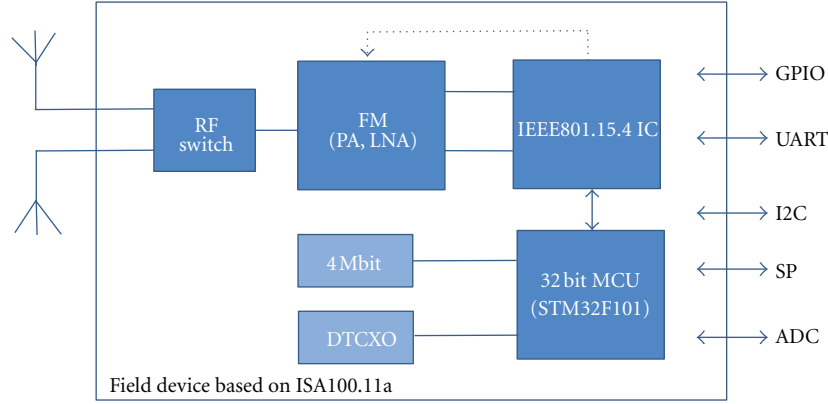 RF
switch
FM
(PA, LNA)
IEEE801.15.4 IC
4 Mbit
DTCXO
32 bit MCU
(STM32F101)
GPIO
UART
I2C
SP
ADC
Field device based on ISA100.11a